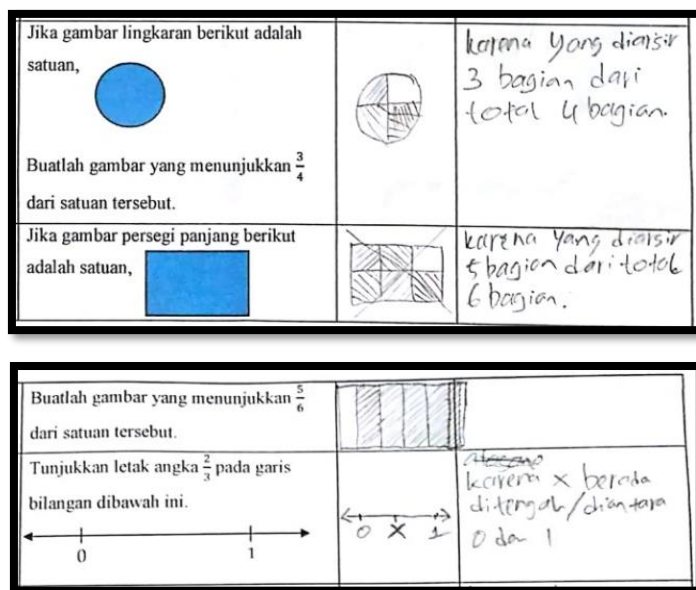 Jika gambar lingkaran berikut adalah
satuan,
Buatlah gambar yang menunjukkan 3/4
dari satuan tersebut.
karena yang diarsir
3 bagian dari
total 4 bagian.
Jika gambar persegi panjang berikut
adalah satuan,
karena yang diarsir
5 bagian dari total
6 bagian.
Buatlah gambar yang menunjukkan 5/6
dari satuan tersebut.
Tunjukkan letak angka 2/3 pada garis
bilangan dibawah ini.
0 1
0 X 1
karena x berada
ditengah/diantara
0 dan 1